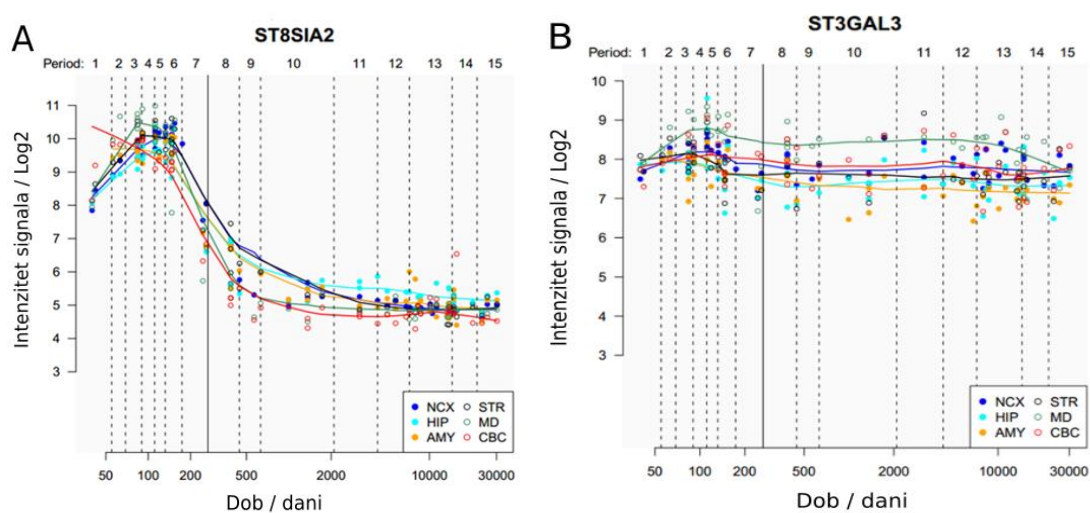 A
ST8SIA2
Period: 1 2 3 4 5 6 7 8 9 10 11 12 13 14 15
11
10
9
8
7
6
5
4
3
Intenzitet signala / Log2
NCX STR
HIP MD
AMY CBC
50 100 200 500 2000 10000 30000
Dob / dani
B
ST3GAL3
Period: 1 2 3 4 5 6 7 8 9 10 11 12 13 14 15
10
9
8
7
6
5
4
3
Intenzitet signala / Log2
NCX STR
HIP MD
AMY CBC
50 100 200 500 2000 10000 30000
Dob / dani